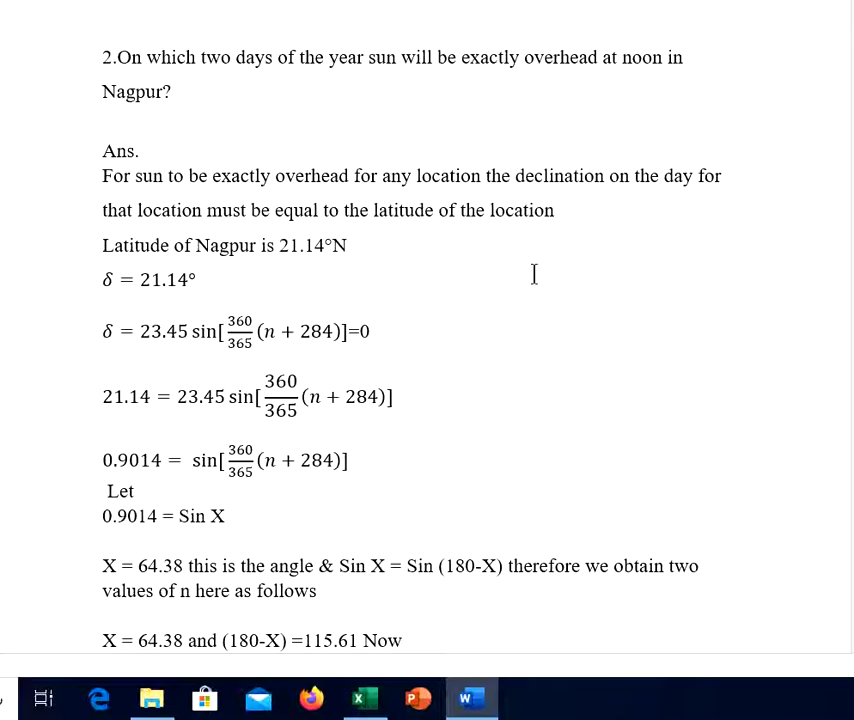 2.On which two days of the year sun will be exactly overhead at noon in
Nagpur?
Ans.
For sun to be exactly overhead for any location the declination on the day for
that location must be equal to the latitude of the location
Latitude of Nagpur is 21.14°N
δ = 21.14°
δ = 23.45 sin[360/365 (n + 284)]=0
21.14 = 23.45 sin[360/365 (n + 284)]
0.9014 = sin[360/365 (n + 284)]
Let
0.9014 = Sin X
X = 64.38 this is the angle & Sin X = Sin (180-X) therefore we obtain two
values of n here as follows
X = 64.38 and (180-X) =115.61 Now